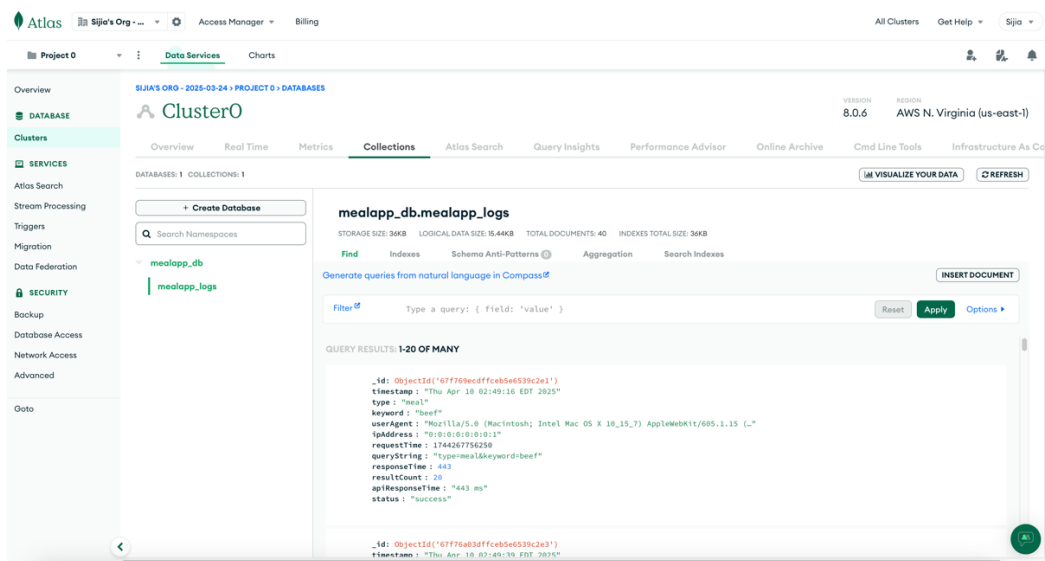 Atlas
Sijia's Org - ...
Access Manager
Billing
All Clusters
Get Help
Sijia
Project 0
Data Services
Charts
Overview
DATABASE
Clusters
SERVICES
Atlas Search
Stream Processing
Triggers
Migration
Data Federation
SECURITY
Backup
Database Access
Network Access
Advanced
Goto
SIJIA'S ORG - 2025-03-24 > PROJECT 0 > DATABASES
Cluster0
VERSION
8.0.6
REGION
AWS N. Virginia (us-east-1)
Overview
Real Time
Metrics
Collections
Atlas Search
Query Insights
Performance Advisor
Online Archive
Cmd Line Tools
Infrastructure As Co
DATABASES: 1 COLLECTIONS: 1
VISUALIZE YOUR DATA
REFRESH
+ Create Database
Search Namespaces
mealapp_db
mealapp_logs
mealapp_db.mealapp_logs
STORAGE SIZE: 36KB LOGICAL DATA SIZE: 15.44KB TOTAL DOCUMENTS: 40 INDEXES TOTAL SIZE: 36KB
Find
Indexes
Schema Anti-Patterns 0
Aggregation
Search Indexes
Generate queries from natural language in Compass
INSERT DOCUMENT
Filter
Type a query: { field: 'value' }
Reset
Apply
Options
QUERY RESULTS: 1-20 OF MANY
_id: ObjectId('67f769ecdffceb5e6539c2e1')
timestamp : "Thu Apr 10 02:49:16 EDT 2025"
type : "meal"
keyword : "beef"
userAgent : "Mozilla/5.0 (Macintosh; Intel Mac OS X 10_15_7) AppleWebKit/605.1.15 (…"
ipAddress : "0:0:0:0:0:0:0:1"
requestTime : 1744267756250
queryString : "type=meal&keyword=beef"
responseTime : 443
resultCount : 20
apiResponseTime : "443 ms"
status : "success"
_id: ObjectId('67f76a03dffceb5e6539c2e3')
timestamp : "Thu Apr 10 02:49:39 EDT 2025"